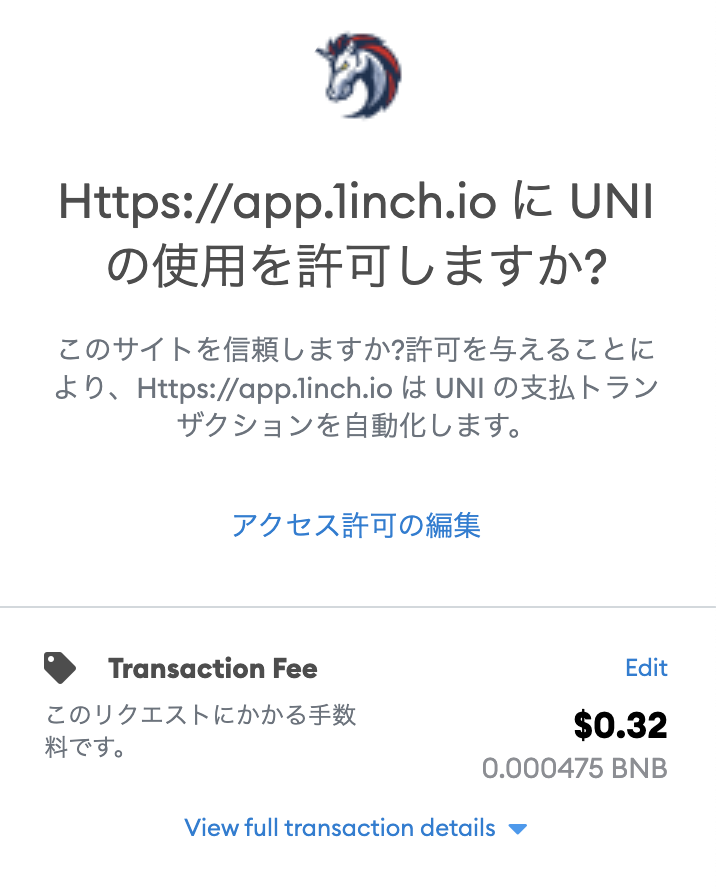 Https://app.1inch.io に UNI
の使用を許可しますか?
このサイトを信頼しますか?許可を与えることに
より、Https://app.1inch.io は UNI の支払トラン
ザクションを自動化します。
アクセス許可の編集
Transaction Fee
Edit
このリクエストにかかる手数
料です。
$0.32
0.000475 BNB
View full transaction details